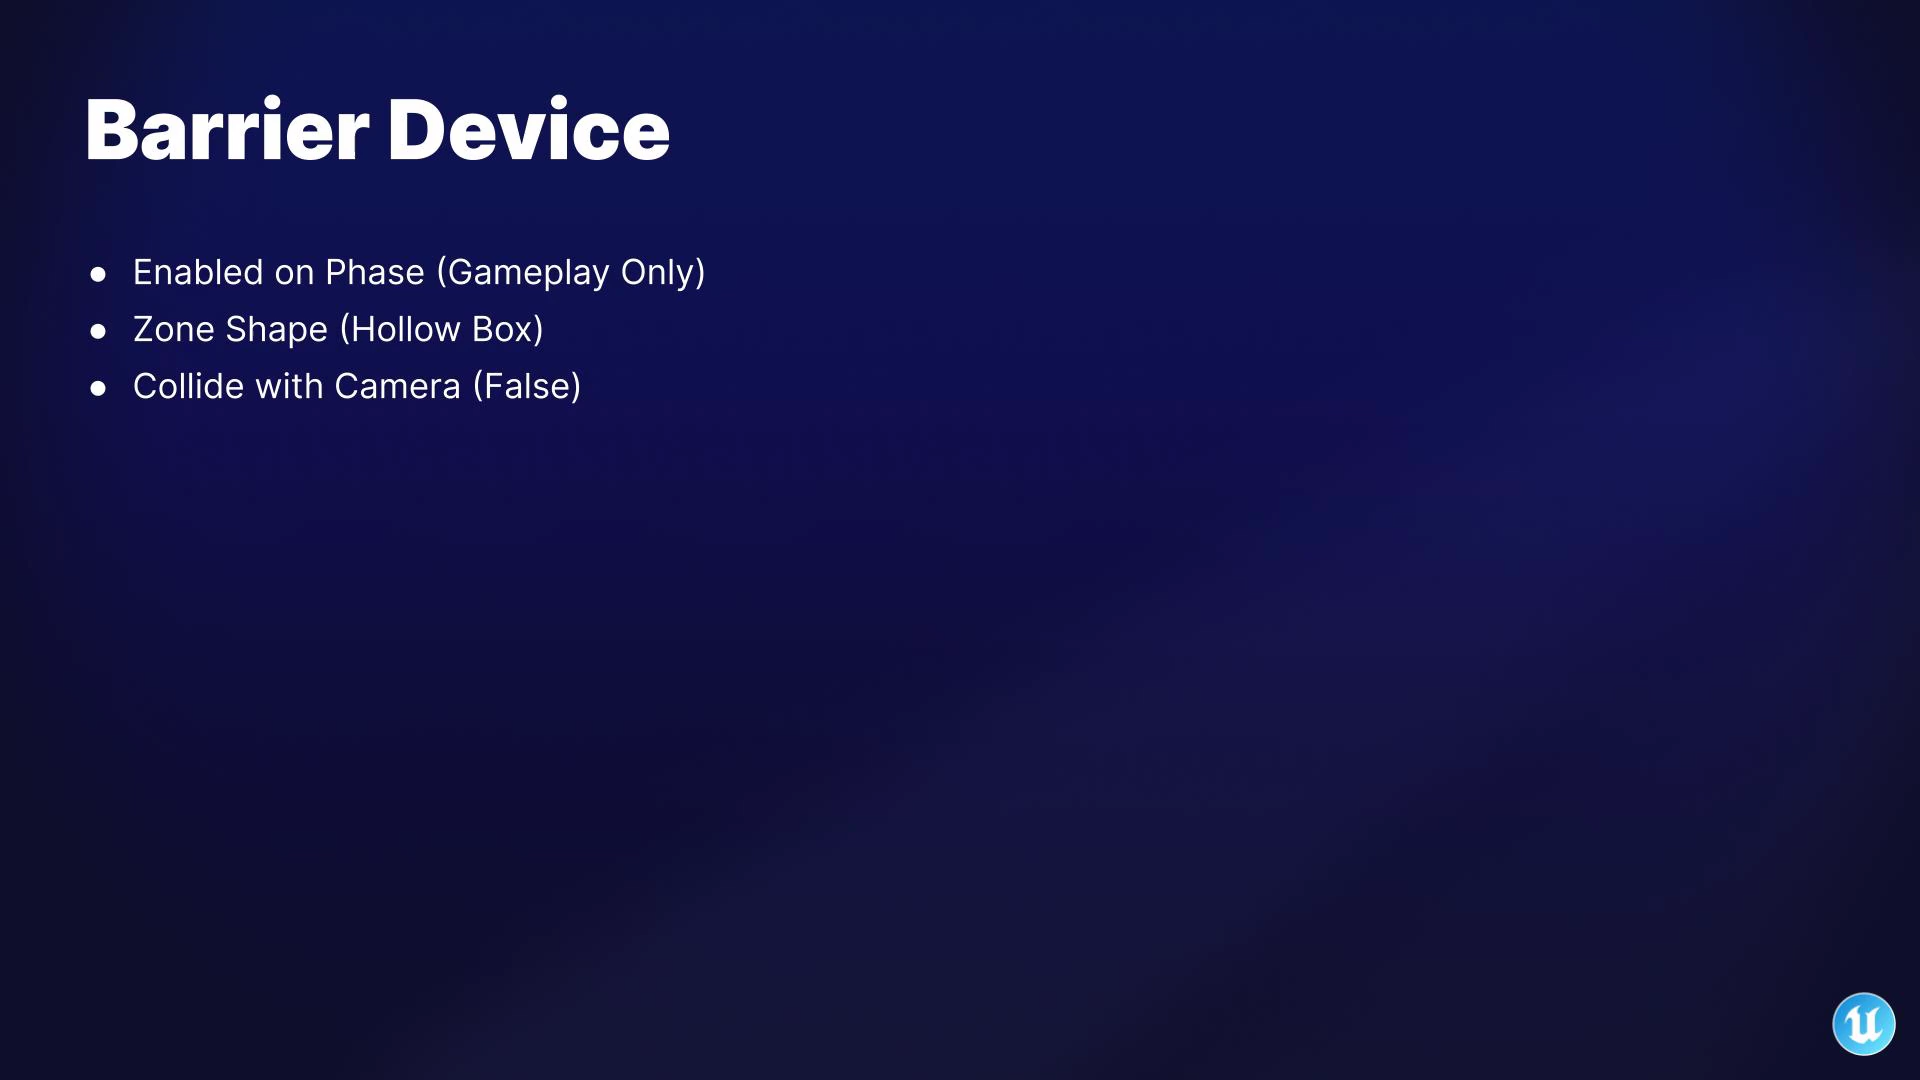 Barrier Device
● Enabled on Phase (Gameplay Only)
● Zone Shape (Hollow Box)
● Collide with Camera (False)